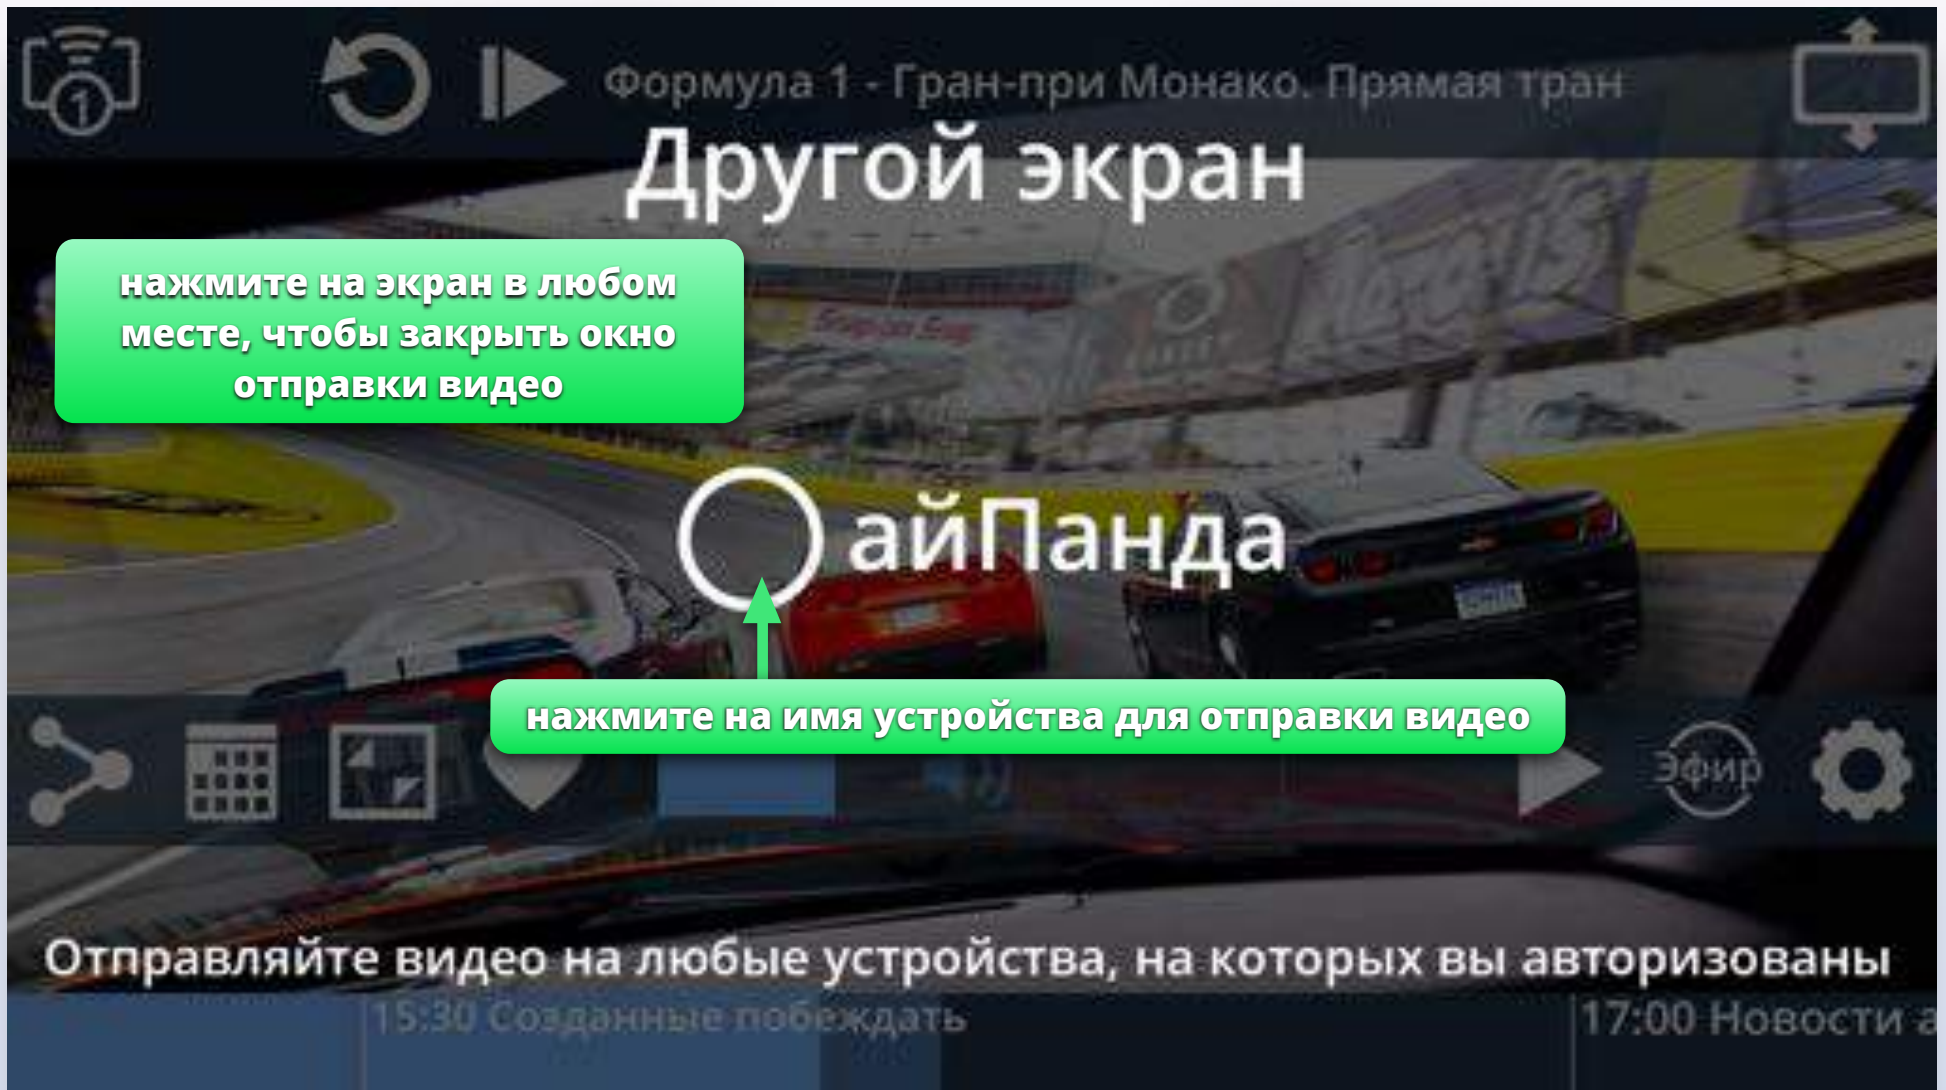 1
Формула 1 - Гран-при Монако. Прямая тран
Другой экран
нажмите на экран в любом
месте, чтобы закрыть окно
отправки видео
айПанда
нажмите на имя устройства для отправки видео
Эфир
Отправляйте видео на любые устройства, на которых вы авторизованы
15:30 Созданные побеждать
17:00 Новости а